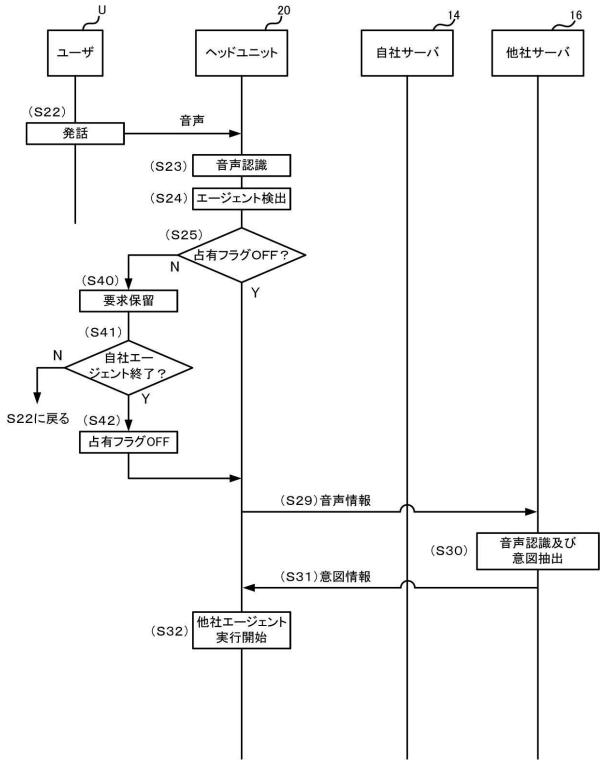 U
20
14
16
ユーザ
ヘッドユニット
自社サーバ
他社サーバ
(S22)
発話
音声
(S23)
音声認識
(S24)
エージェント検出
(S25)
占有フラグOFF?
N
Y
(S40)
要求保留
(S41)
自社エー
ジェント終了?
N
Y
S22に戻る
(S42)
占有フラグOFF
(S29)音声情報
(S30)
音声認識及び
意図抽出
(S31)意図情報
(S32)
他社エージェント
実行開始